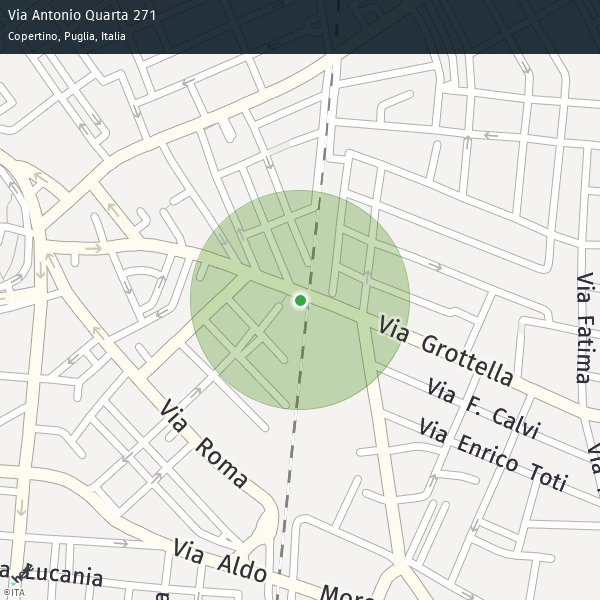 Via Antonio Quarta 271
Copertino, Puglia, Italia
Via Fatima
Via Grottella
Via F. Calvi
Via Enrico Toti
Via Roma
Via Aldo
Lucania
©ITA